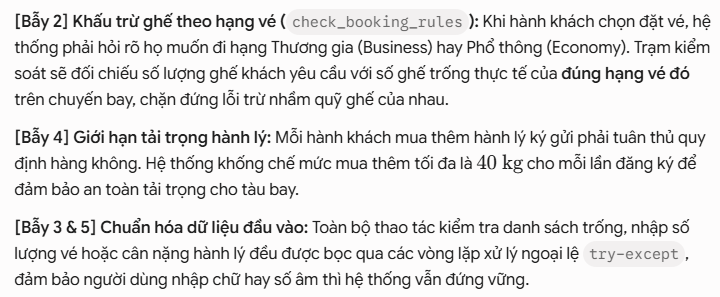 [Bẫy 2] Khấu trừ ghế theo hạng vé ( check_booking_rules ): Khi hành khách chọn đặt vé, hệ
thống phải hỏi rõ họ muốn đi hạng Thương gia (Business) hay Phổ thông (Economy). Trạm kiểm
soát sẽ đối chiếu số lượng ghế khách yêu cầu với số ghế trống thực tế của đúng hạng vé đó
trên chuyến bay, chặn đứng lỗi trừ nhầm quỹ ghế của nhau.
[Bẫy 4] Giới hạn tải trọng hành lý: Mỗi hành khách mua thêm hành lý ký gửi phải tuân thủ quy
định hàng không. Hệ thống khống chế mức mua thêm tối đa là 40 kg cho mỗi lần đăng ký để
đảm bảo an toàn tải trọng cho tàu bay.
[Bẫy 3 & 5] Chuẩn hóa dữ liệu đầu vào: Toàn bộ thao tác kiểm tra danh sách trống, nhập số
lượng vé hoặc cân nặng hành lý đều được bọc qua các vòng lặp xử lý ngoại lệ try-except ,
đảm bảo người dùng nhập chữ hay số âm thì hệ thống vẫn đứng vững.